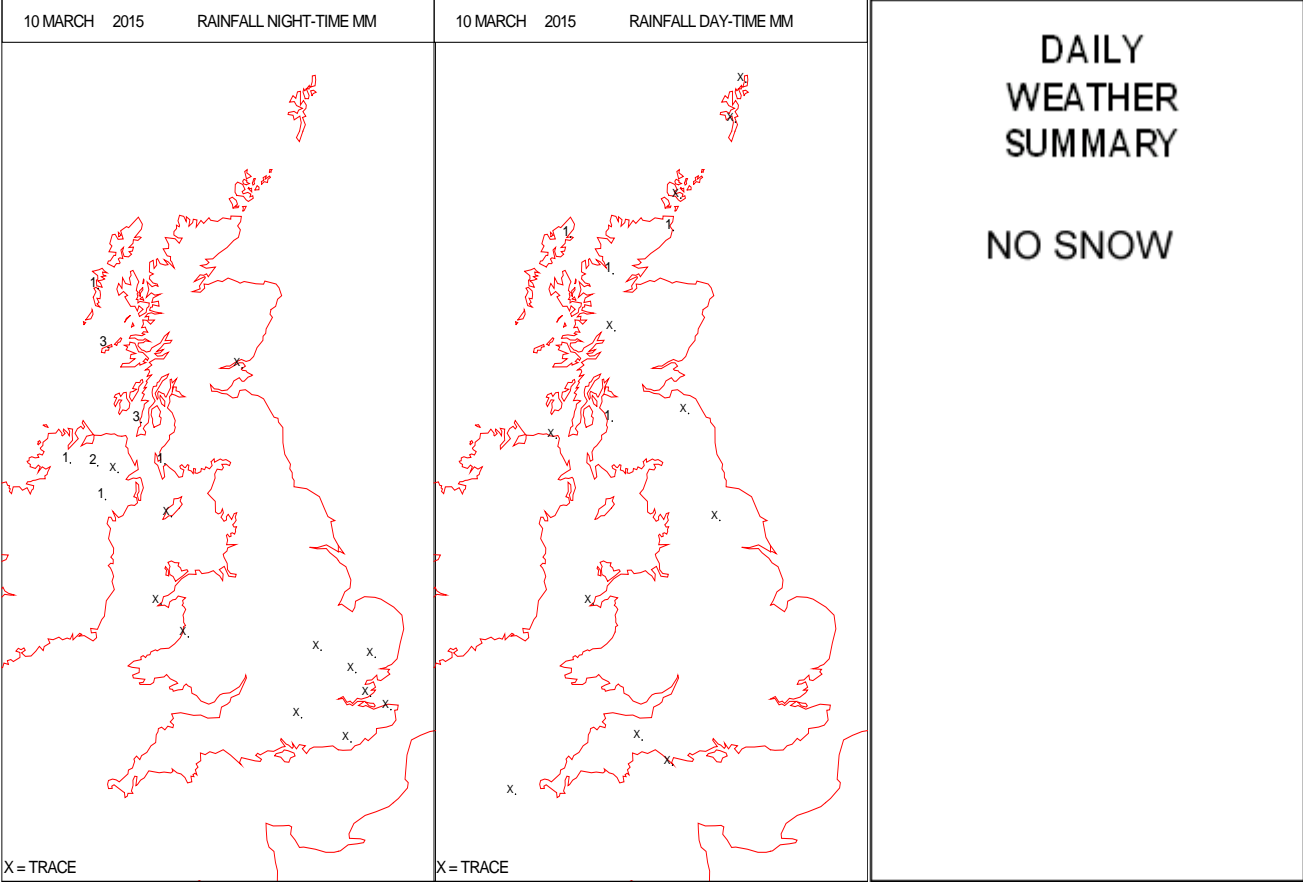 10 MARCH 2015 RAINFALL NIGHT-TIME MM
1
3.
X.
3
1. 2. X. 1
1.
X.
X.
X.
X. X.
X.
X.
X. X.
X.
X = TRACE
10 MARCH 2015 RAINFALL DAY-TIME MM
X
X.
X.
1. 1.
1.
X.
X.
1.
X.
X.
X.
X.
X.
X.
X = TRACE
DAILY
WEATHER
SUMMARY
NO SNOW